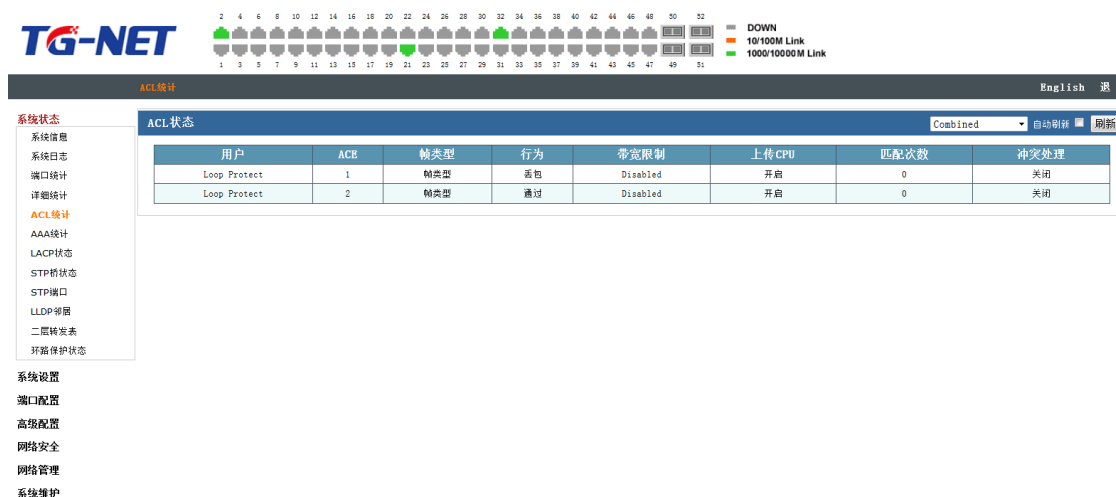 TG-NET
2 4 6 8 10 12 14 16 18 20 22 24 26 28 30 32 34 36 38 40 42 44 46 48 50 52
1 3 5 7 9 11 13 15 17 19 21 23 25 27 29 31 33 35 37 39 41 43 45 47 49 51
DOWN
10/100M Link
1000/10000M Link
ACL统计 English 退
系统状态
系统信息
系统日志
端口统计
详细统计
ACL统计
AAA统计
LACP状态
STP桥状态
STP端口
LLDP邻居
二层转发表
环路保护状态
系统设置
端口配置
高级配置
网络安全
网络管理
系统维护
ACL状态 Combined 自动刷新 刷新
用户 ACE 帧类型 行为 带宽限制 上传CPU 匹配次数 冲突处理
Loop Protect 1 帧类型 丢包 Disabled 开启 0 关闭
Loop Protect 2 帧类型 通过 Disabled 开启 0 关闭